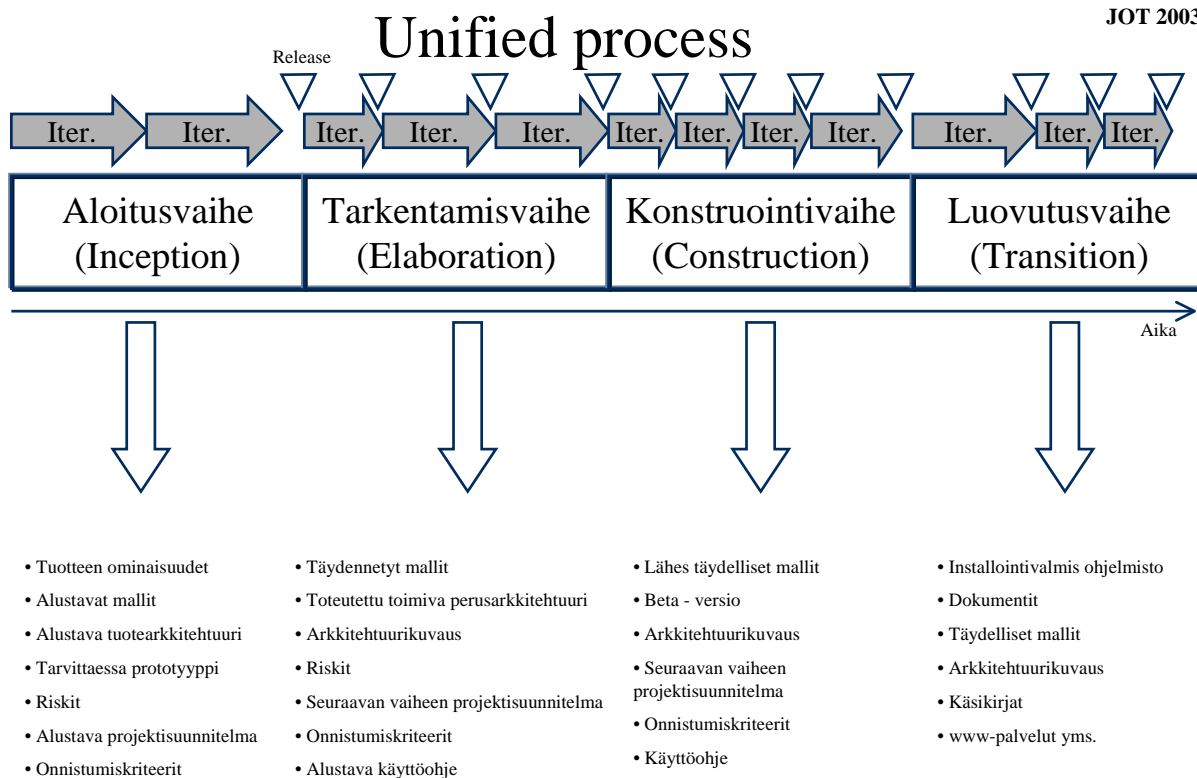 JOT 2003
Unified process
Release
Iter.
Iter.
Iter.
Iter.
Iter.
Iter.
Iter.
Iter.
Iter.
Iter.
Iter.
Iter.
Aloitusvaihe
(Inception)
Tarkentamisvaihe
(Elaboration)
Konstruointivaihe
(Construction)
Luovutusvaihe
(Transition)
Aika
• Tuotteen ominaisuudet
• Alustavat mallit
• Alustava tuotearkkitehtuuri
• Tarvittaessa prototyyppi
• Riskit
• Alustava projektisuunnitelma
• Onnistumiskriteerit
• Täydennetyt mallit
• Toteutettu toimiva perusarkkitehtuuri
• Arkkitehtuurikuvaus
• Riskit
• Seuraavan vaiheen projektisuunnitelma
• Onnistumiskriteerit
• Alustava käyttöohje
• Lähes täydelliset mallit
• Beta - versio
• Arkkitehtuurikuvaus
• Seuraavan vaiheen
projektisuunnitelma
• Onnistumiskriteerit
• Käyttöohje
• Installointivalmis ohjelmisto
• Dokumentit
• Täydelliset mallit
• Arkkitehtuurikuvaus
• Käsikirjat
• www-palvelut yms.